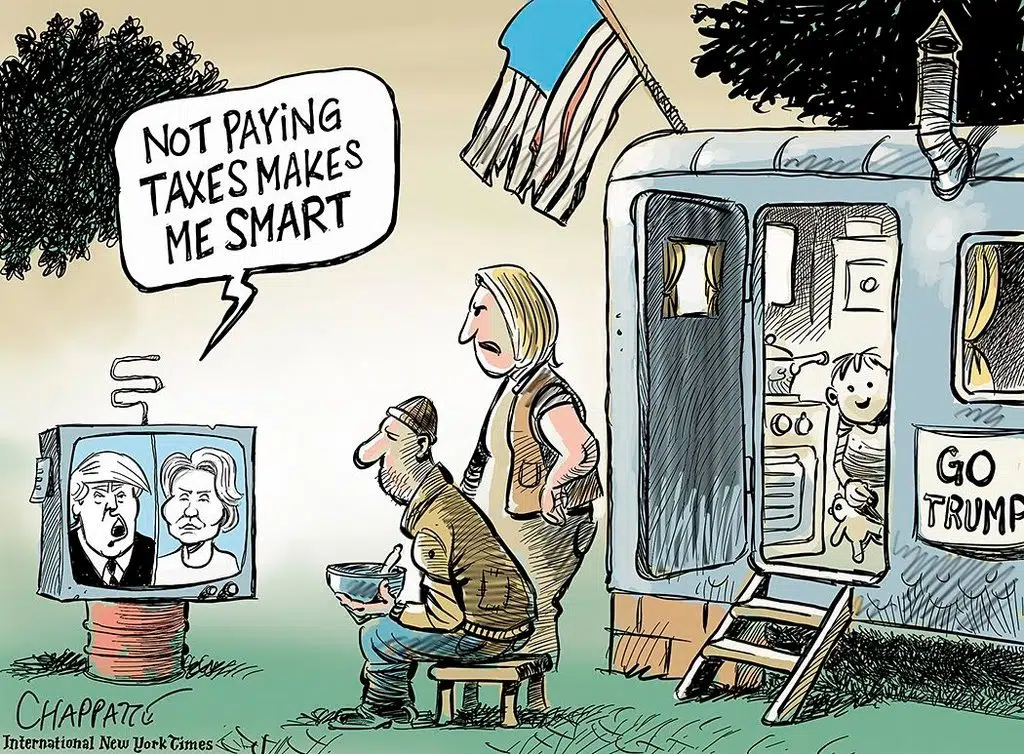 NOT PAYING
TAXES MAKES
ME SMART
GO
TRUMP
CHAPPATTE
International New York Times